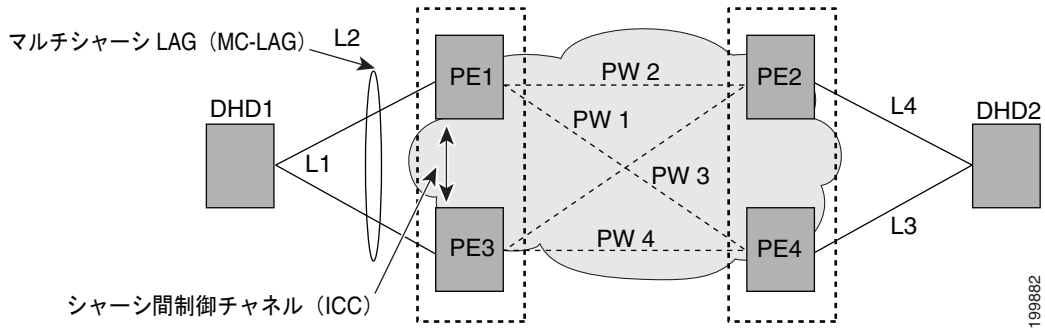 マルチシャーシ LAG（MC-LAG）
L2
PE1
PW 2
PE2
DHD1
PW 1
L4
DHD2
L1
PW 3
PE3
PW 4
PE4
L3
シャーシ間制御チャネル（ICC）
199882